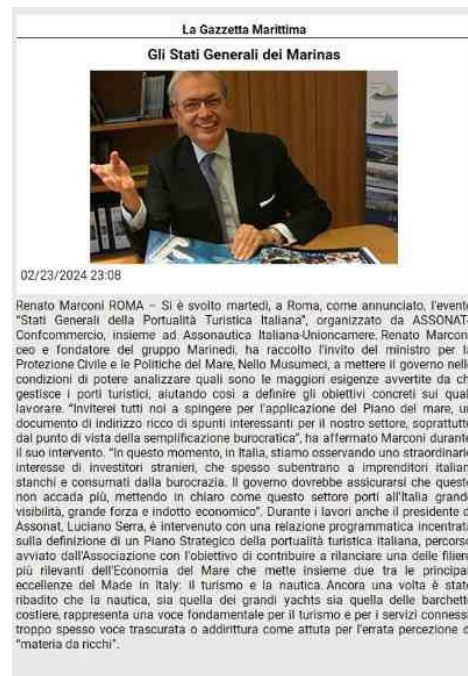 La Gazzetta Marittima
Gli Stati Generali dei Marinas
02/23/2024 23:08
Renato Marconi ROMA – Si è svolto martedì, a Roma, come annunciato, l'evento
"Stati Generali della Portualità Turistica Italiana", organizzato da ASSONAT-
Confcommercio, insieme ad Assonautica Italiana-Unioncamere. Renato Marconi
ceo e fondatore del gruppo Marinedi, ha raccolto l'invito del ministro per la
Protezione Civile e le Politiche del Mare, Nello Musumeci, a mettere il governo nelle
condizioni di potere analizzare quali sono le maggiori esigenze avvertite da ch
gestisce i porti turistici, aiutando così a definire gli obiettivi concreti sui qual
lavorare. "Inviterei tutti noi a spingere per l'applicazione del Piano del mare, un
documento di indirizzo ricco di spunti interessanti per il nostro settore, soprattutto
dal punto di vista della semplificazione burocratica", ha affermato Marconi durante
il suo intervento. "In questo momento, in Italia, stiamo osservando uno straordinario
interesse di investitori stranieri, che spesso subentrano a imprenditori italian
stanchi e consumati dalla burocrazia. Il governo dovrebbe assicurarsi che questo
non accada più, mettendo in chiaro come questo settore porti all'Italia grande
visibilità, grande forza e indotto economico". Durante i lavori anche il presidente d
Assonat, Luciano Serra, è intervenuto con una relazione programmatica incentrata
sulla definizione di un Piano Strategico della portualità turistica italiana, percorso
avviato dall'Associazione con l'obiettivo di contribuire a rilanciare una delle filiere
più rilevanti dell'Economia del Mare che mette insieme due tra le principal
eccellenze del Made in Italy: il turismo e la nautica. Ancora una volta è stato
ribadito che la nautica, sia quella dei grandi yachts sia quella delle barchette
costiere, rappresenta una voce fondamentale per il turismo e per i servizi connessi
troppo spesso voce trascurata o addirittura come attuta per l'errata percezione d
"materia da ricchi".